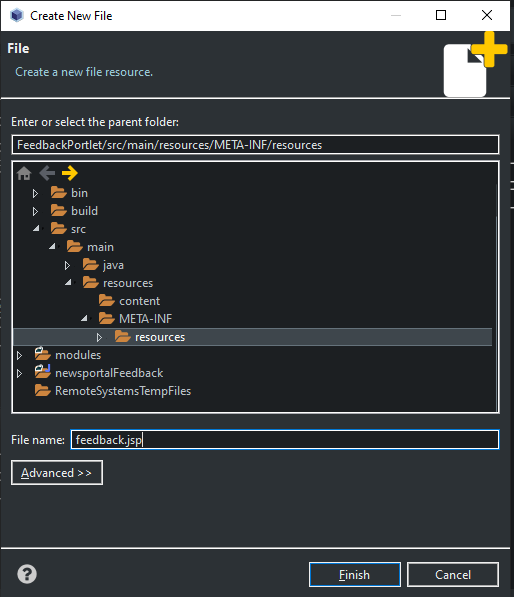 Create New File
File
Create a new file resource.
Enter or select the parent folder:
FeedbackPortlet/src/main/resources/META-INF/resources
bin
build
src
main
java
resources
content
META-INF
resources
modules
newsportalFeedback
RemoteSystemsTempFiles
File name: feedback.jsp
Advanced >>
? Finish Cancel